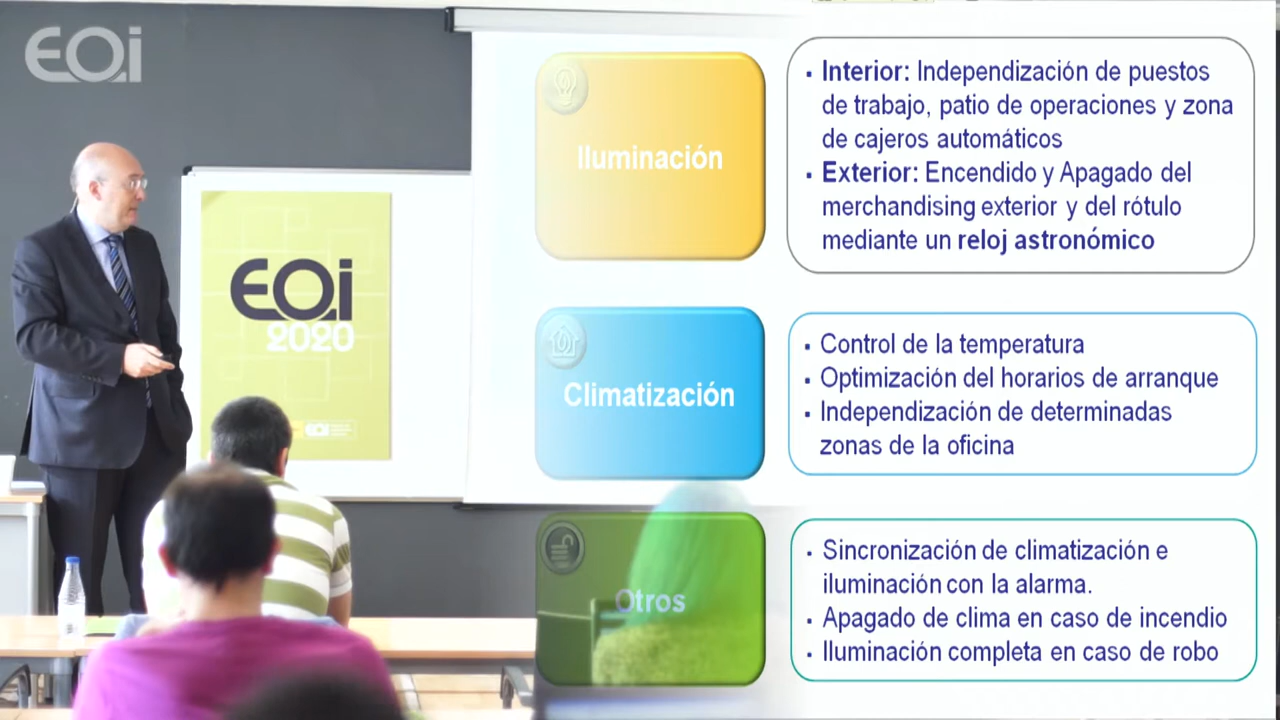 EOi
EOi
2020
EOi
Iluminación
▪ Interior: Independización de puestos
de trabajo, patio de operaciones y zona
de cajeros automáticos
▪ Exterior: Encendido y Apagado del
merchandising exterior y del rótulo
mediante un reloj astronómico
Climatización
▪ Control de la temperatura
▪ Optimización del horarios de arranque
▪ Independización de determinadas
zonas de la oficina
Otros
▪ Sincronización de climatización e
iluminación con la alarma.
▪ Apagado de clima en caso de incendio
▪ Iluminación completa en caso de robo